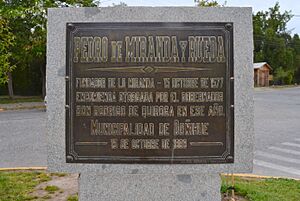 PEDRO DE MIRANDA Y RUEDA
FUNDADOR DE LA MIRANDA - 15 OCTUBRE DE 1577
ENCOMIENDA OTORGADA POR EL GOBERNADOR
DON RODRIGO DE QUIROGA EN ESE AÑO.
MUNICIPALIDAD DE DOÑIHUE
15 DE OCTUBRE DE